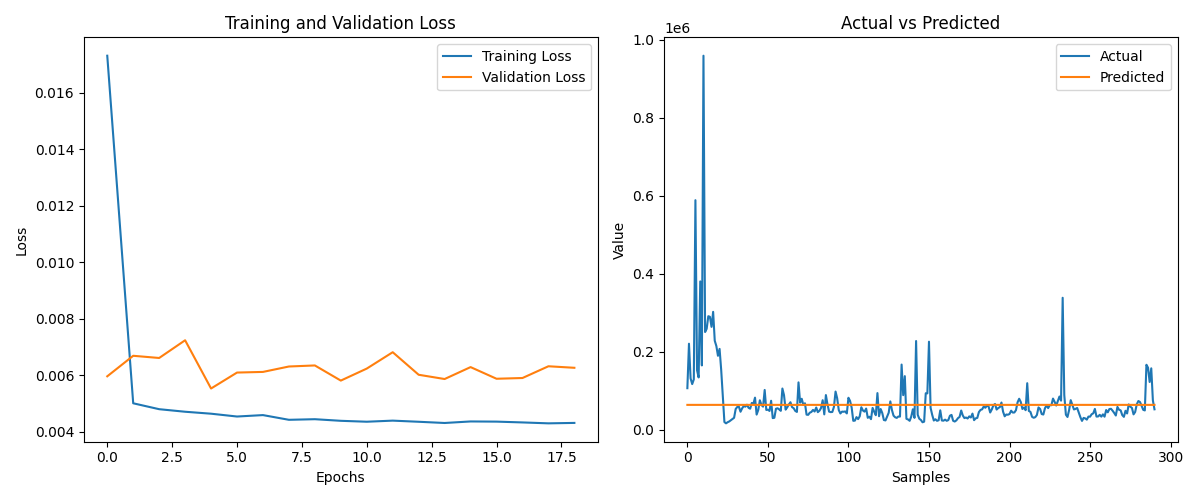 Training and Validation Loss
Training Loss
Validation Loss
0.016
0.014
0.012
0.010
0.008
0.006
0.004
Loss
0.0
2.5
5.0
7.5
10.0
12.5
15.0
17.5
Epochs
Actual vs Predicted
1e6
Actual
Predicted
1.0
0.8
0.6
0.4
0.2
0.0
Value
0
50
100
150
200
250
300
Samples